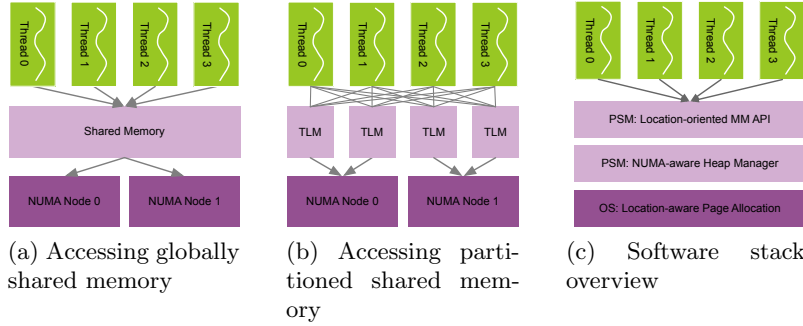 Thread 0
Thread 1
Thread 2
Thread 3
Shared Memory
NUMA Node 0
NUMA Node 1
(a) Accessing globally
shared memory
Thread 0
Thread 1
Thread 2
Thread 3
TLM
TLM
TLM
TLM
NUMA Node 0
NUMA Node 1
(b) Accessing parti-
tioned shared mem-
ory
Thread 0
Thread 1
Thread 2
Thread 3
PSM: Location-oriented MM API
PSM: NUMA-aware Heap Manager
OS: Location-aware Page Allocation
(c) Software stack
overview